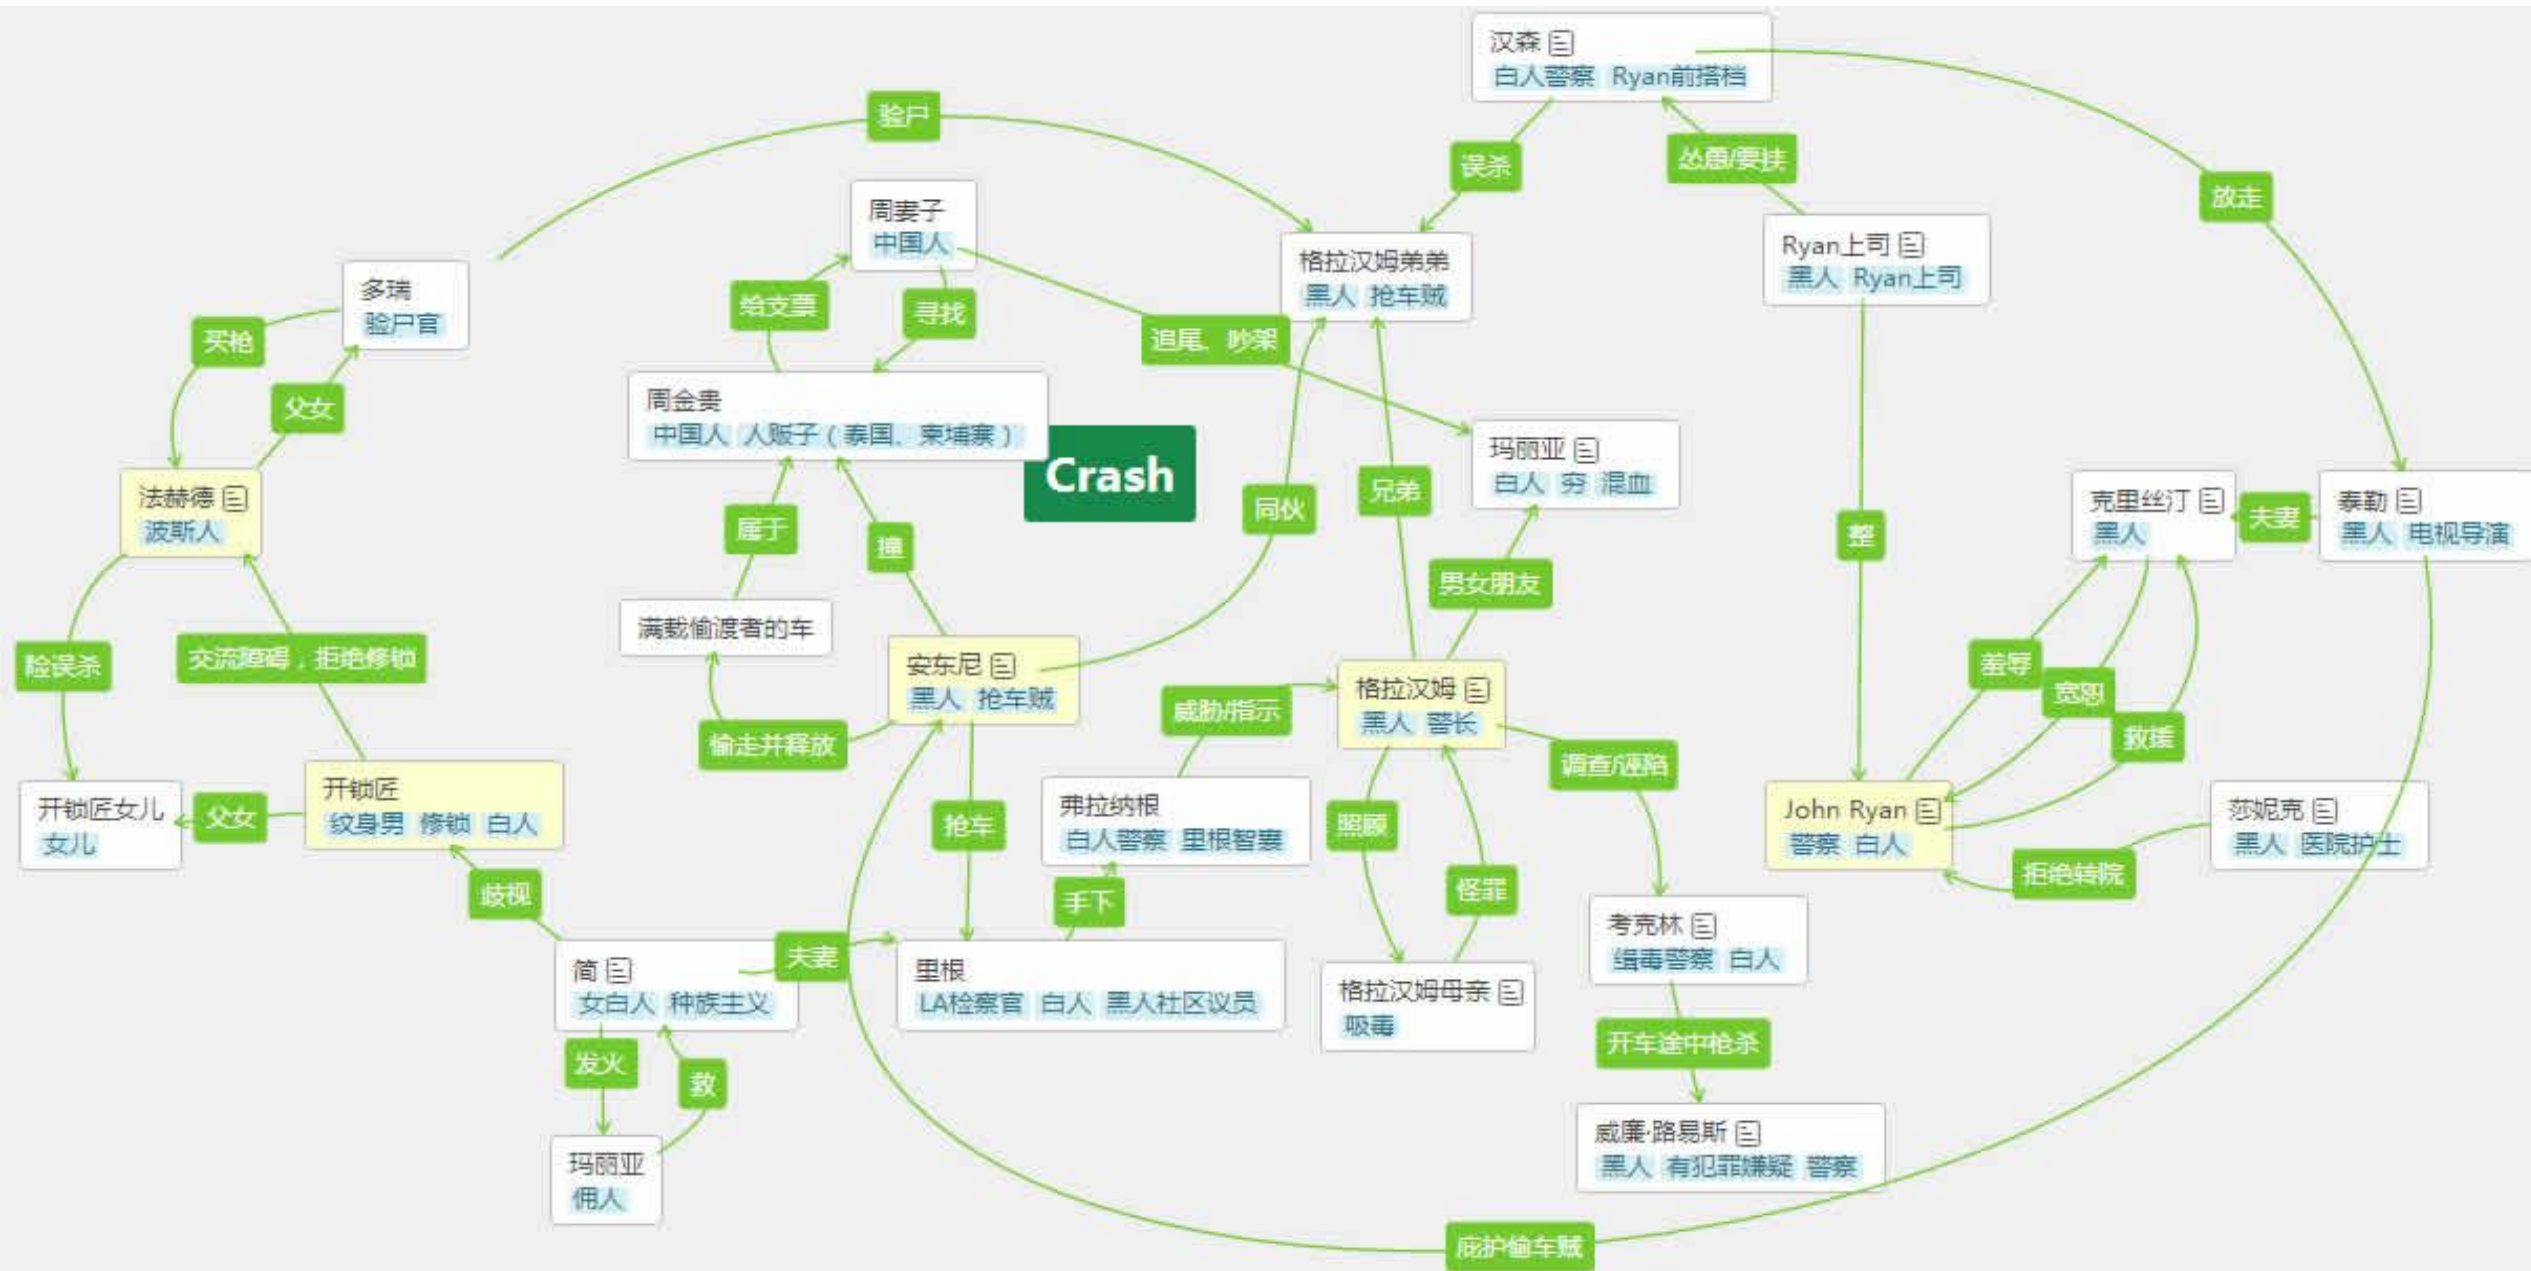 汉森
白人警察 Ryan前搭档
验尸
误杀
怂恿/要挟
放走
周妻子
中国人
Ryan上司
黑人 Ryan上司
格拉汉姆弟弟
黑人 抢车贼
多瑞
验尸官
给支票
寻找
追尾、吵架
买枪
父女
周金贵
中国人 人贩子（泰国、柬埔寨）
Crash
玛丽亚
白人 穷 混血
法赫德
波斯人
属于
撞
同伙
兄弟
整
克里丝汀
黑人
夫妻
泰勒
黑人 电视导演
男女朋友
满载偷渡者的车
险误杀
交流障碍，拒绝修锁
安东尼
黑人 抢车贼
格拉汉姆
黑人 警长
羞辱
宽恕
救援
威胁/指示
偷走并释放
调查/诬陷
开锁匠女儿
女儿
父女
开锁匠
纹身男 修锁 白人
抢车
弗拉纳根
白人警察 里根智囊
照顾
John Ryan
警察 白人
莎妮克
黑人 医院护士
拒绝转院
歧视
手下
怪罪
考克林
缉毒警察 白人
简
女白人 种族主义
夫妻
里根
LA检察官 白人 黑人社区议员
格拉汉姆母亲
吸毒
开车途中枪杀
发火
救
威廉·路易斯
黑人 有犯罪嫌疑 警察
玛丽亚
佣人
庇护偷车贼